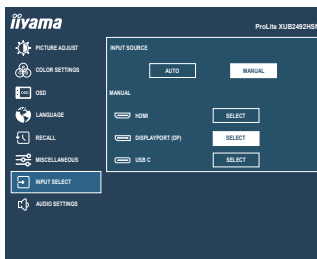 iiyama
ProLite XUB2492HSN
PICTURE ADJUST
COLOR SETTINGS
OSD
OSD
LANGUAGE
RECALL
MISCELLANEOUS
INPUT SELECT
AUDIO SETTINGS
INPUT SOURCE
AUTO
MANUAL
MANUAL
HDMI
SELECT
DISPLAYPORT (DP)
SELECT
USB C
SELECT